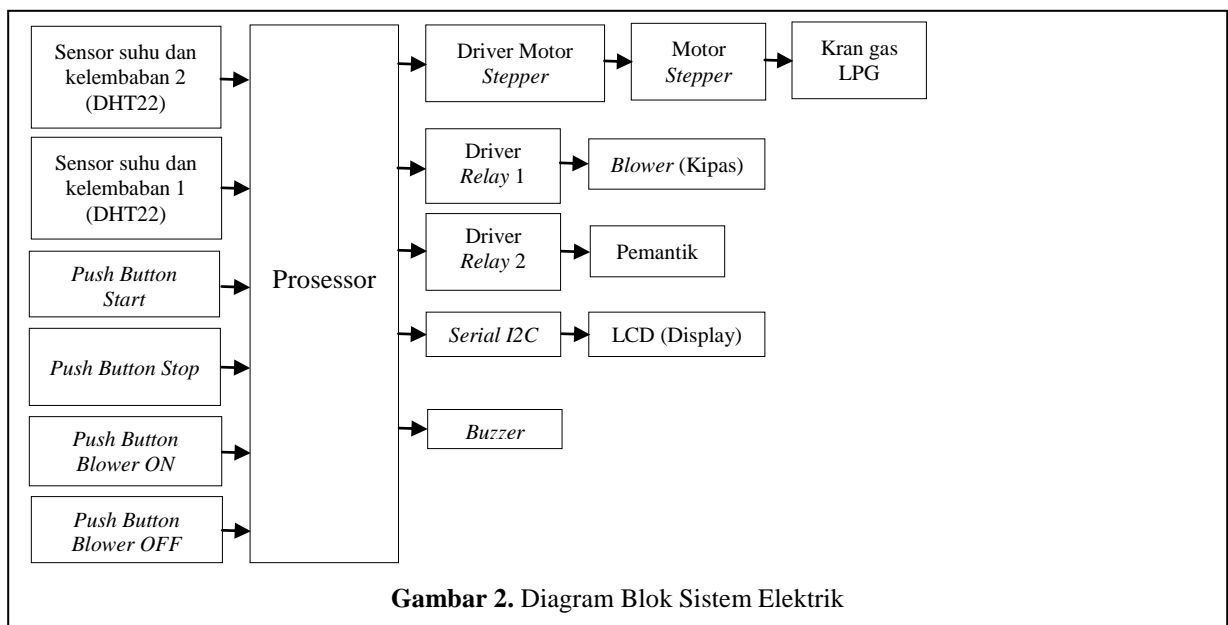 Sensor suhu dan
kelembaban 2
(DHT22)
Sensor suhu dan
kelembaban 1
(DHT22)
Push Button
Start
Push Button Stop
Push Button
Blower ON
Push Button
Blower OFF
Prosessor
Driver Motor
Stepper
Motor
Stepper
Kran gas
LPG
Driver
Relay 1
Blower (Kipas)
Driver
Relay 2
Pemantik
Serial I2C
LCD (Display)
Buzzer
Gambar 2. Diagram Blok Sistem Elektrik